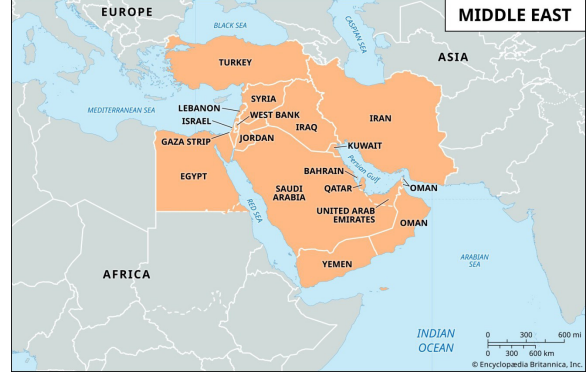 MIDDLE EAST
EUROPE
BLACK SEA
CASPIAN SEA
ASIA
TURKEY
MEDITERRANEAN SEA
LEBANON
SYRIA
ISRAEL
WEST BANK
IRAQ
IRAN
GAZA STRIP
JORDAN
KUWAIT
EGYPT
BAHRAIN
Persian Gulf
SAUDI
ARABIA
QATAR
OMAN
RED SEA
UNITED ARAB
EMIRATES
OMAN
YEMEN
ARABIAN
SEA
AFRICA
INDIAN
OCEAN
0 300 600 mi
0 300 600 km
© Encyclopædia Britannica, Inc.